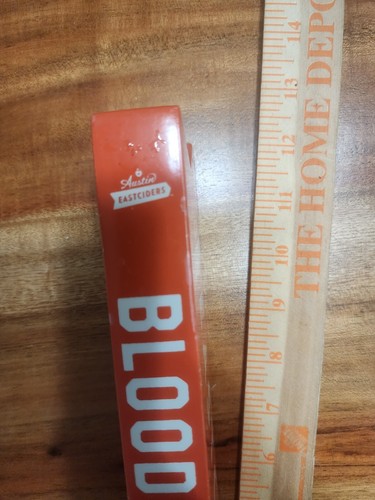 Austin
EASTCIDERS
BLOOD
14
13
12
11
10
9
8
7
6
THE HOME DEPO